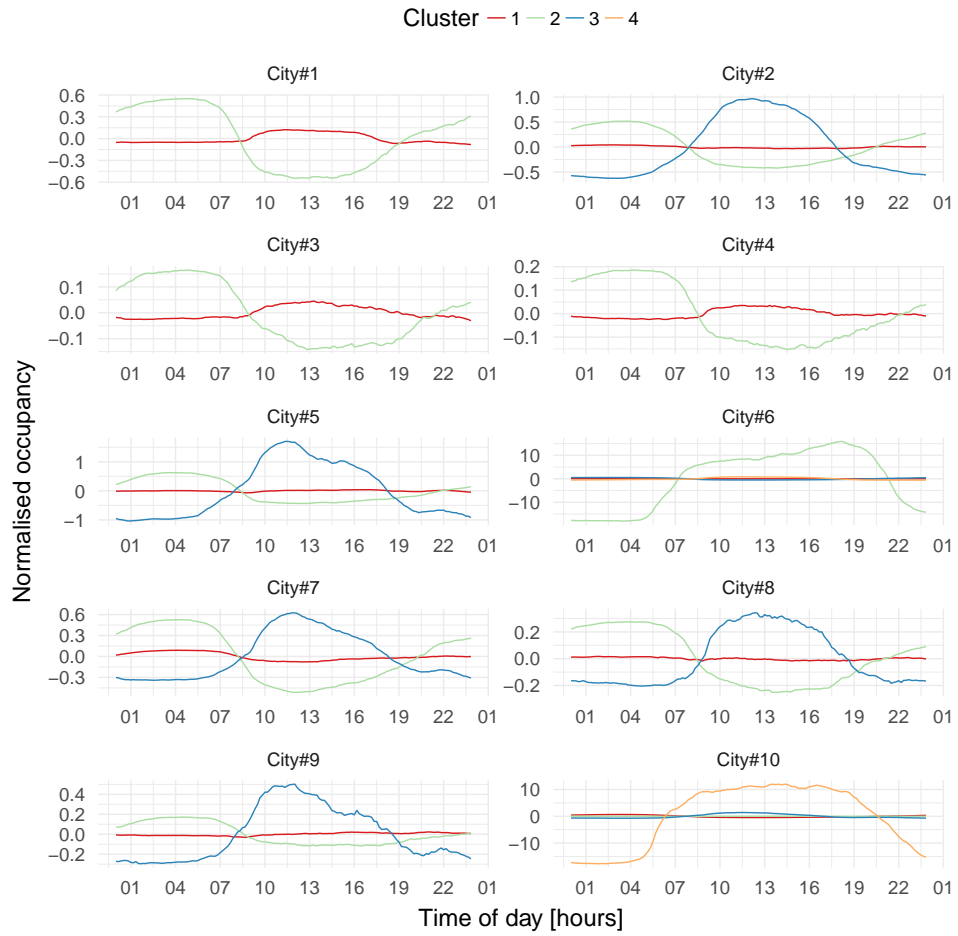 Cluster 1 2 3 4
City#1 City#2
0.6 0.3 0.0 −0.3 −0.6
1.0 0.5 0.0 −0.5
01 04 07 10 13 16 19 22 01 01 04 07 10 13 16 19 22 01
City#3 City#4
0.1 0.0 −0.1
0.2 0.1 0.0 −0.1
01 04 07 10 13 16 19 22 01 01 04 07 10 13 16 19 22 01
City#5 City#6
1 0 −1
10 0 −10
01 04 07 10 13 16 19 22 01 01 04 07 10 13 16 19 22 01
City#7 City#8
0.6 0.3 0.0 −0.3
0.2 0.0 −0.2
01 04 07 10 13 16 19 22 01 01 04 07 10 13 16 19 22 01
City#9 City#10
0.4 0.2 0.0 −0.2
10 0 −10
01 04 07 10 13 16 19 22 01 01 04 07 10 13 16 19 22 01
Normalised occupancy
Time of day [hours]